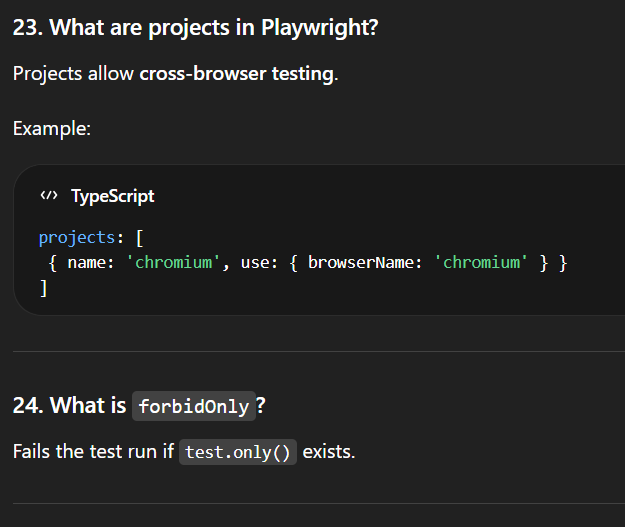 23. What are projects in Playwright?
Projects allow cross-browser testing.
Example:
</> TypeScript
projects: [
 { name: 'chromium', use: { browserName: 'chromium' } }
]
24. What is forbidOnly?
Fails the test run if test.only() exists.